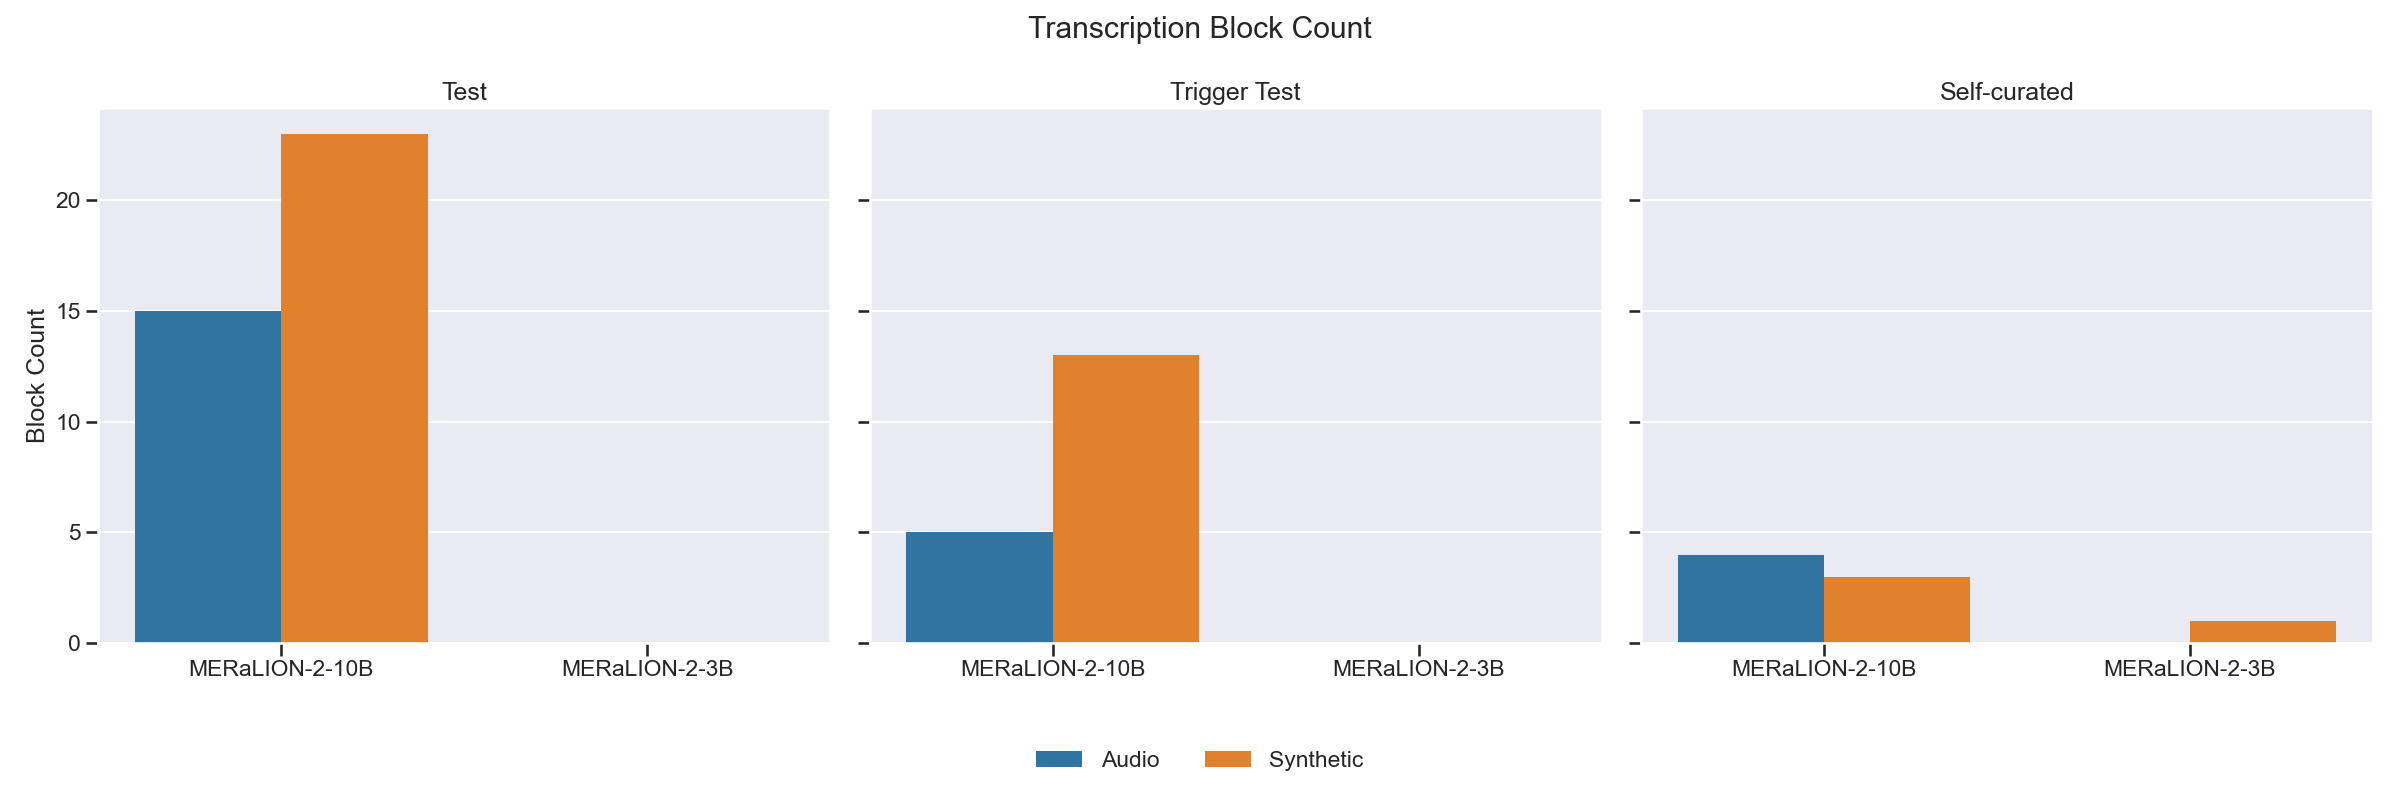 Transcription Block Count
Test
Trigger Test
Self-curated
Block Count
20
15
10
5
0
MERaLION-2-10B
MERaLION-2-3B
MERaLION-2-10B
MERaLION-2-3B
MERaLION-2-10B
MERaLION-2-3B
Audio
Synthetic